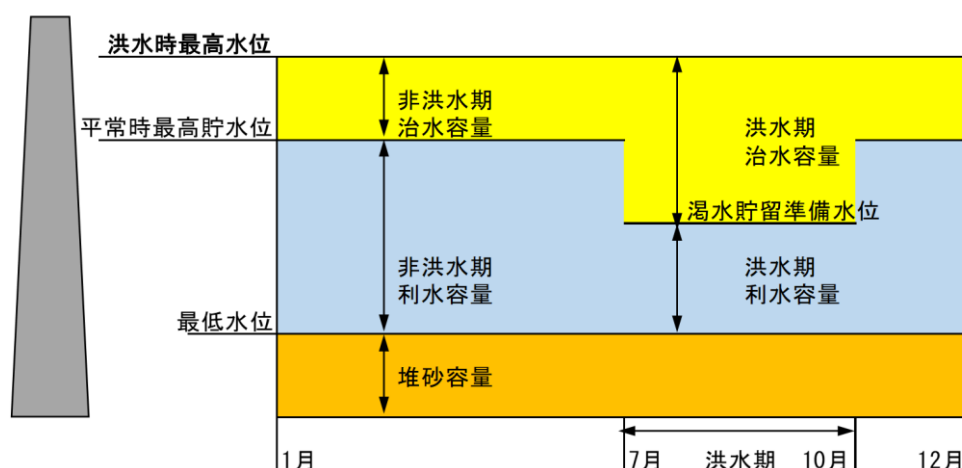 洪水時最高水位
非洪水期
治水容量
平常時最高貯水位
洪水期
治水容量
渇水貯留準備水位
非洪水期
利水容量
洪水期
利水容量
最低水位
堆砂容量
1月
7月
洪水期
10月
12月